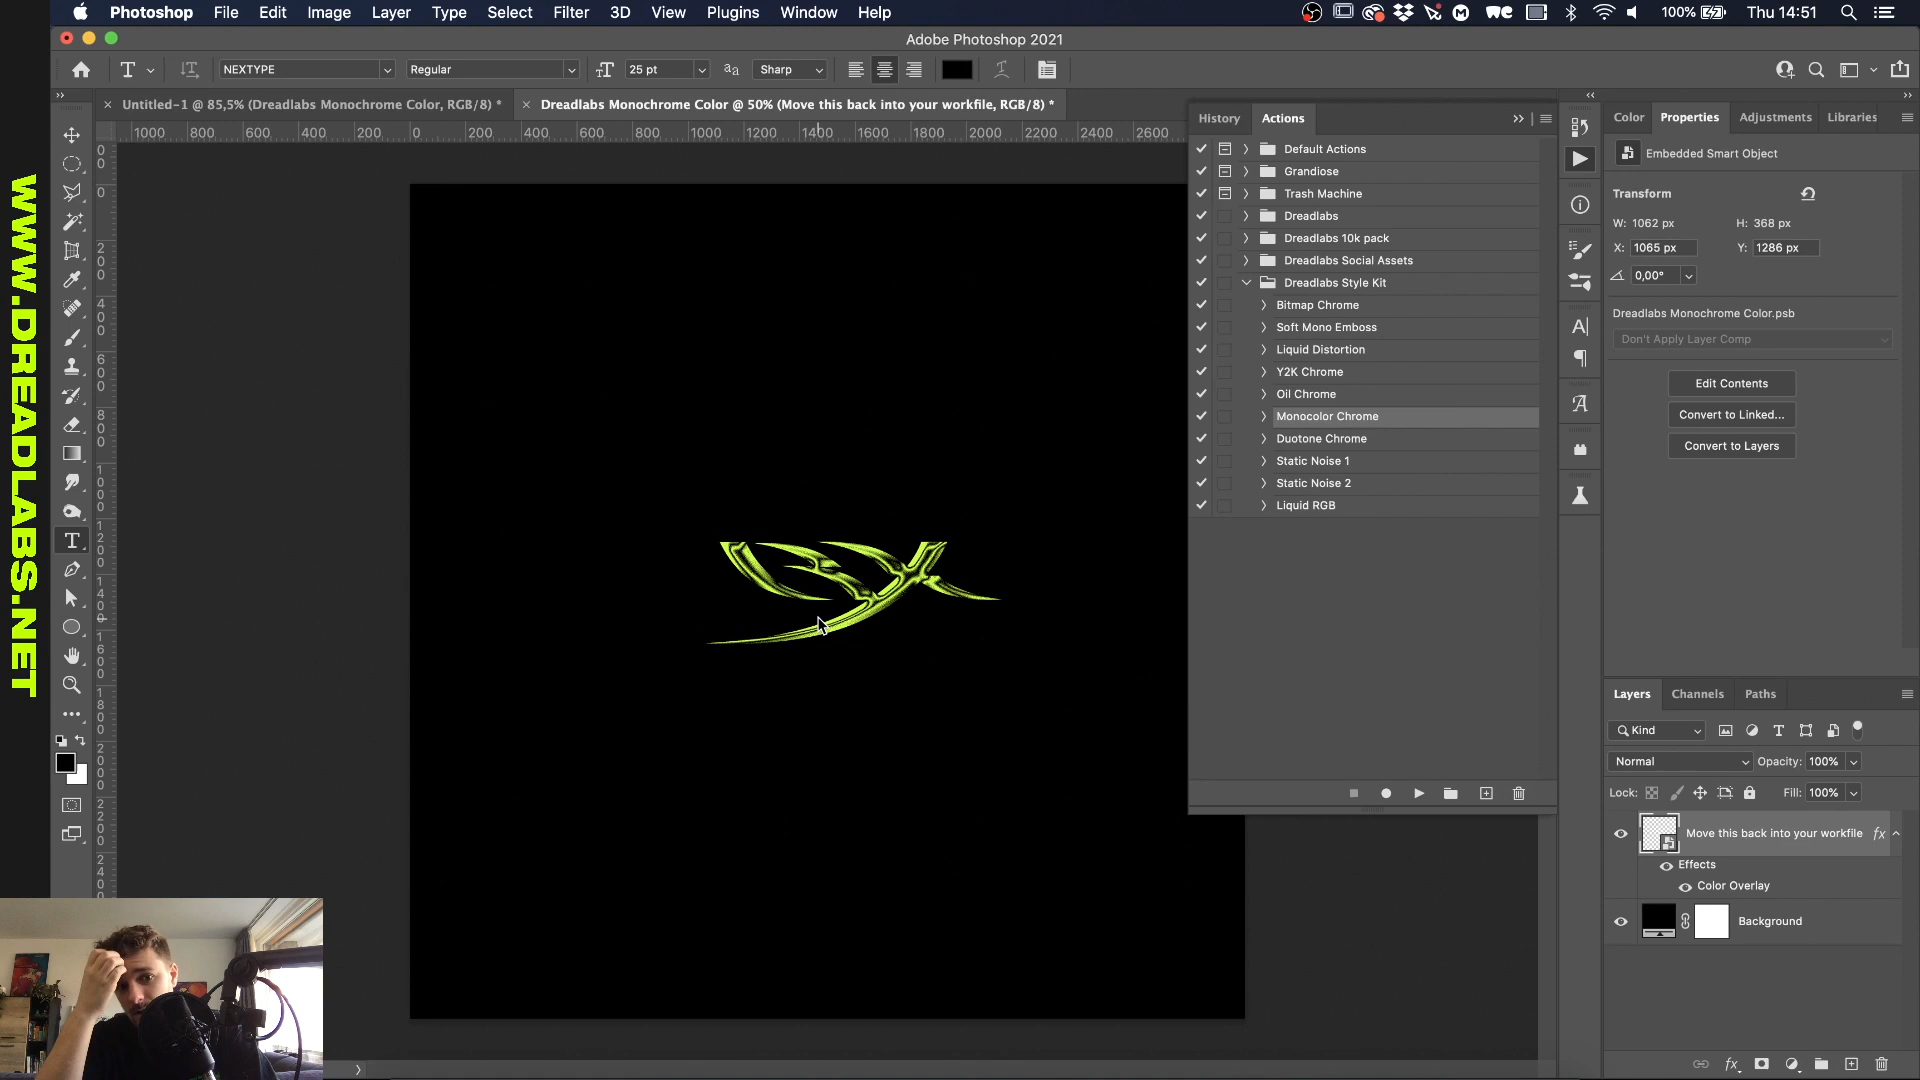 Photoshop File Edit Image Layer Type Select Filter 3D View Plugins Window Help 100% Thu 14:51
Adobe Photoshop 2021
NEXTYPE Regular 25 pt Sharp
Untitled-1 @ 85,5% (Dreadlabs Monochrome Color, RGB/8) * Dreadlabs Monochrome Color @ 50% (Move this back into your workfile, RGB/8) *
1000 800 600 400 200 0 200 400 600 800 1000 1200 1400 1600 1800 2000 2200 2400 2600
WWW.DREADLABS.NET
History Actions
Default Actions
Grandiose
Trash Machine
Dreadlabs
Dreadlabs 10k pack
Dreadlabs Social Assets
Dreadlabs Style Kit
Bitmap Chrome
Soft Mono Emboss
Liquid Distortion
Y2K Chrome
Oil Chrome
Monocolor Chrome
Duotone Chrome
Static Noise 1
Static Noise 2
Liquid RGB
Color Properties Adjustments Libraries
Embedded Smart Object
Transform
W: 1062 px H: 368 px
X: 1065 px Y: 1286 px
0,00°
Dreadlabs Monochrome Color.psb
Don't Apply Layer Comp
Edit Contents
Convert to Linked...
Convert to Layers
Layers Channels Paths
Kind
Normal Opacity: 100%
Lock: Fill: 100%
Move this back into your workfile fx
Effects
Color Overlay
Background